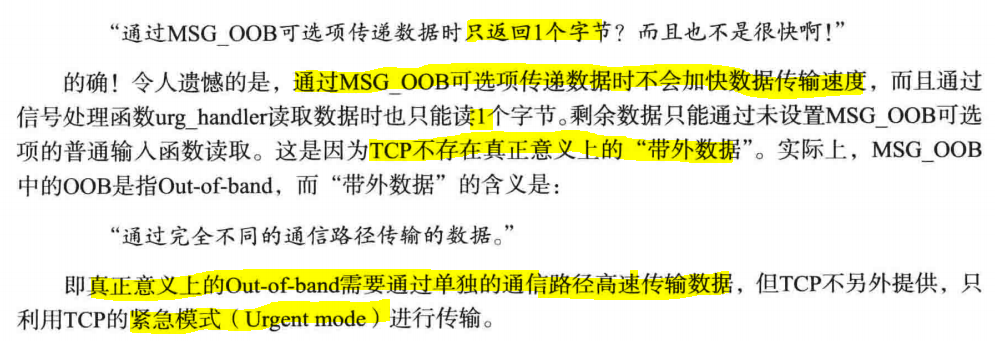 “通过MSG_OOB可选项传递数据时只返回1个字节？而且也不是很快啊！”
的确！令人遗憾的是，通过MSG_OOB可选项传递数据时不会加快数据传输速度，而且通过
信号处理函数urg_handler读取数据时也只能读1个字节。剩余数据只能通过未设置MSG_OOB可选
项的普通输入函数读取。这是因为TCP不存在真正意义上的“带外数据”。实际上，MSG_OOB
中的OOB是指Out-of-band，而“带外数据”的含义是：
“通过完全不同的通信路径传输的数据。”
即真正意义上的Out-of-band需要通过单独的通信路径高速传输数据，但TCP不另外提供，只
利用TCP的紧急模式（Urgent mode）进行传输。